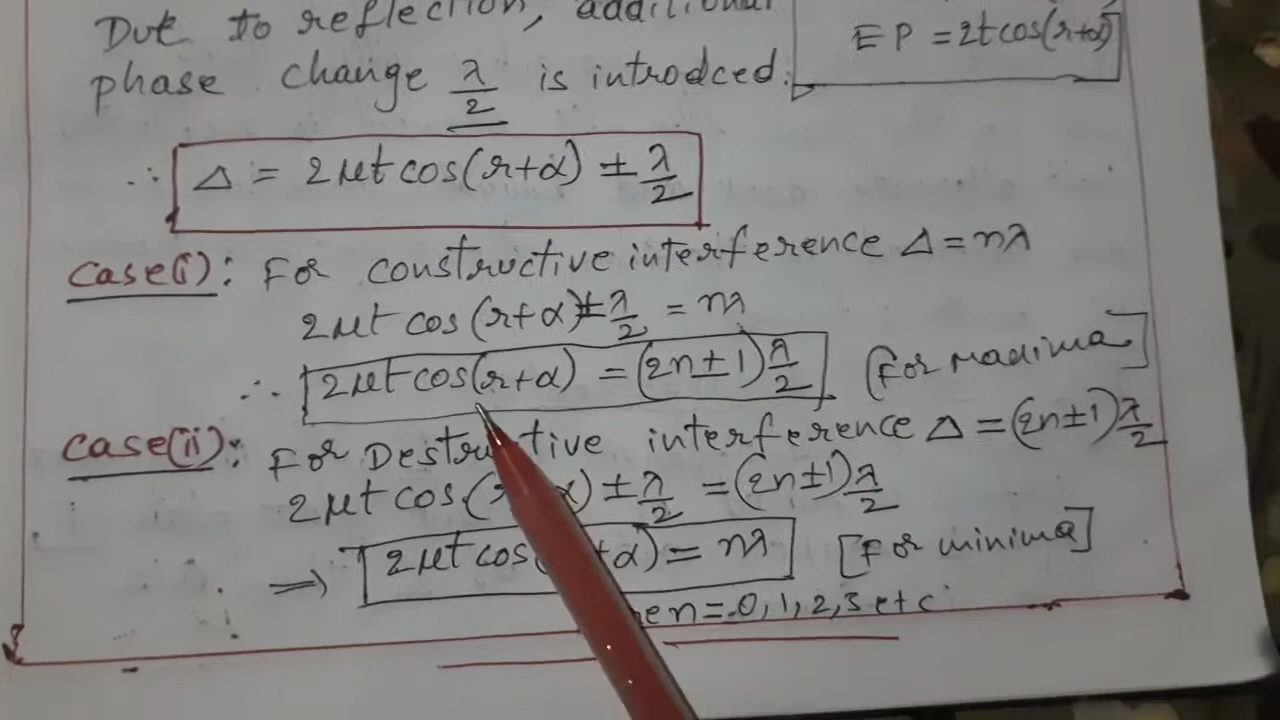 Due to reflection, additional
phase change λ/2 is introdced.
EP = 2t cos(r+α)
∴ Δ = 2μt cos(r+α) ± λ/2
case(i): For constructive interference Δ = nλ
2μt cos(r+α) ± λ/2 = nλ
∴ 2μt cos(r+α) = (2n±1) λ/2 [For maxima]
case(ii): For Destructive interference Δ = (2n±1) λ/2
2μt cos( α) ± λ/2 = (2n±1) λ/2
⇒ 2μt cos( +α) = nλ [For minima]
n = 0, 1, 2, 3 etc